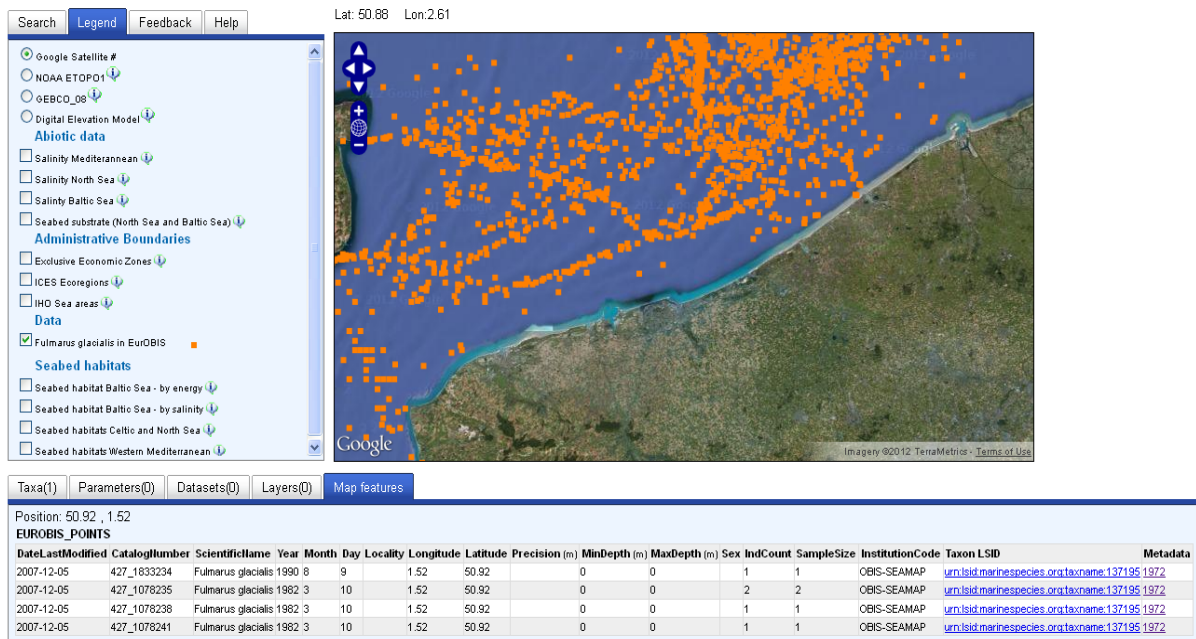 Search Legend Feedback Help
Lat: 50.88 Lon:2.61
Google Satellite #
NOAA ETOPO1
GEBCO_08
Digital Elevation Model
Abiotic data
Salinity Mediterannean
Salinity North Sea
Salinty Baltic Sea
Seabed substrate (North Sea and Baltic Sea)
Administrative Boundaries
Exclusive Economic Zones
ICES Ecoregions
IHO Sea areas
Data
Fulmarus glacialis in EurOBIS
Seabed habitats
Seabed habitat Baltic Sea - by energy
Seabed habitat Baltic Sea - by salinity
Seabed habitats Celtic and North Sea
Seabed habitats Western Mediterranean
Google
Imagery ©2012 TerraMetrics - Terms of Use
Taxa(1) Parameters(0) Datasets(0) Layers(0) Map features
Position: 50.92 , 1.52
EUROBIS_POINTS
DateLastModified CatalogNumber ScientificName Year Month Day Locality Longitude Latitude Precision (m) MinDepth (m) MaxDepth (m) Sex IndCount SampleSize InstitutionCode Taxon LSID Metadata
2007-12-05 427_1833234 Fulmarus glacialis 1990 8 9 1.52 50.92 0 0 1 1 OBIS-SEAMAP urn:lsid:marinespecies.org:taxname:137195 1972
2007-12-05 427_1078235 Fulmarus glacialis 1982 3 10 1.52 50.92 0 0 2 2 OBIS-SEAMAP urn:lsid:marinespecies.org:taxname:137195 1972
2007-12-05 427_1078238 Fulmarus glacialis 1982 3 10 1.52 50.92 0 0 1 1 OBIS-SEAMAP urn:lsid:marinespecies.org:taxname:137195 1972
2007-12-05 427_1078241 Fulmarus glacialis 1982 3 10 1.52 50.92 0 0 1 1 OBIS-SEAMAP urn:lsid:marinespecies.org:taxname:137195 1972